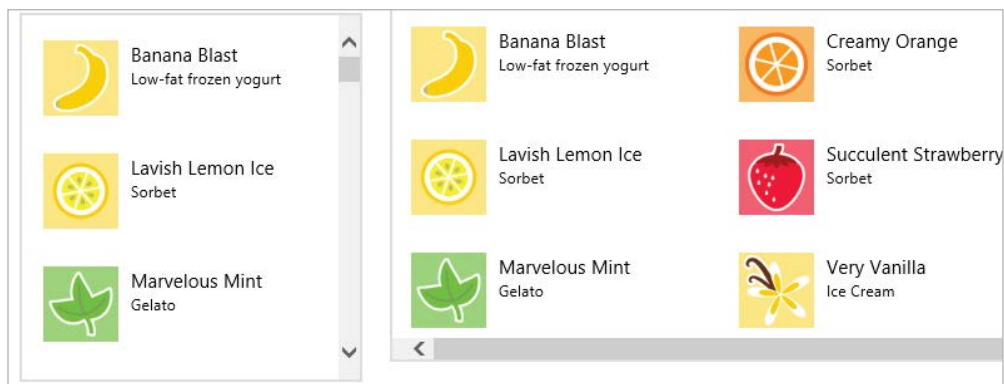 Banana Blast
Low-fat frozen yogurt
Lavish Lemon Ice
Sorbet
Marvelous Mint
Gelato
Banana Blast
Low-fat frozen yogurt
Lavish Lemon Ice
Sorbet
Marvelous Mint
Gelato
Creamy Orange
Sorbet
Succulent Strawberry
Sorbet
Very Vanilla
Ice Cream